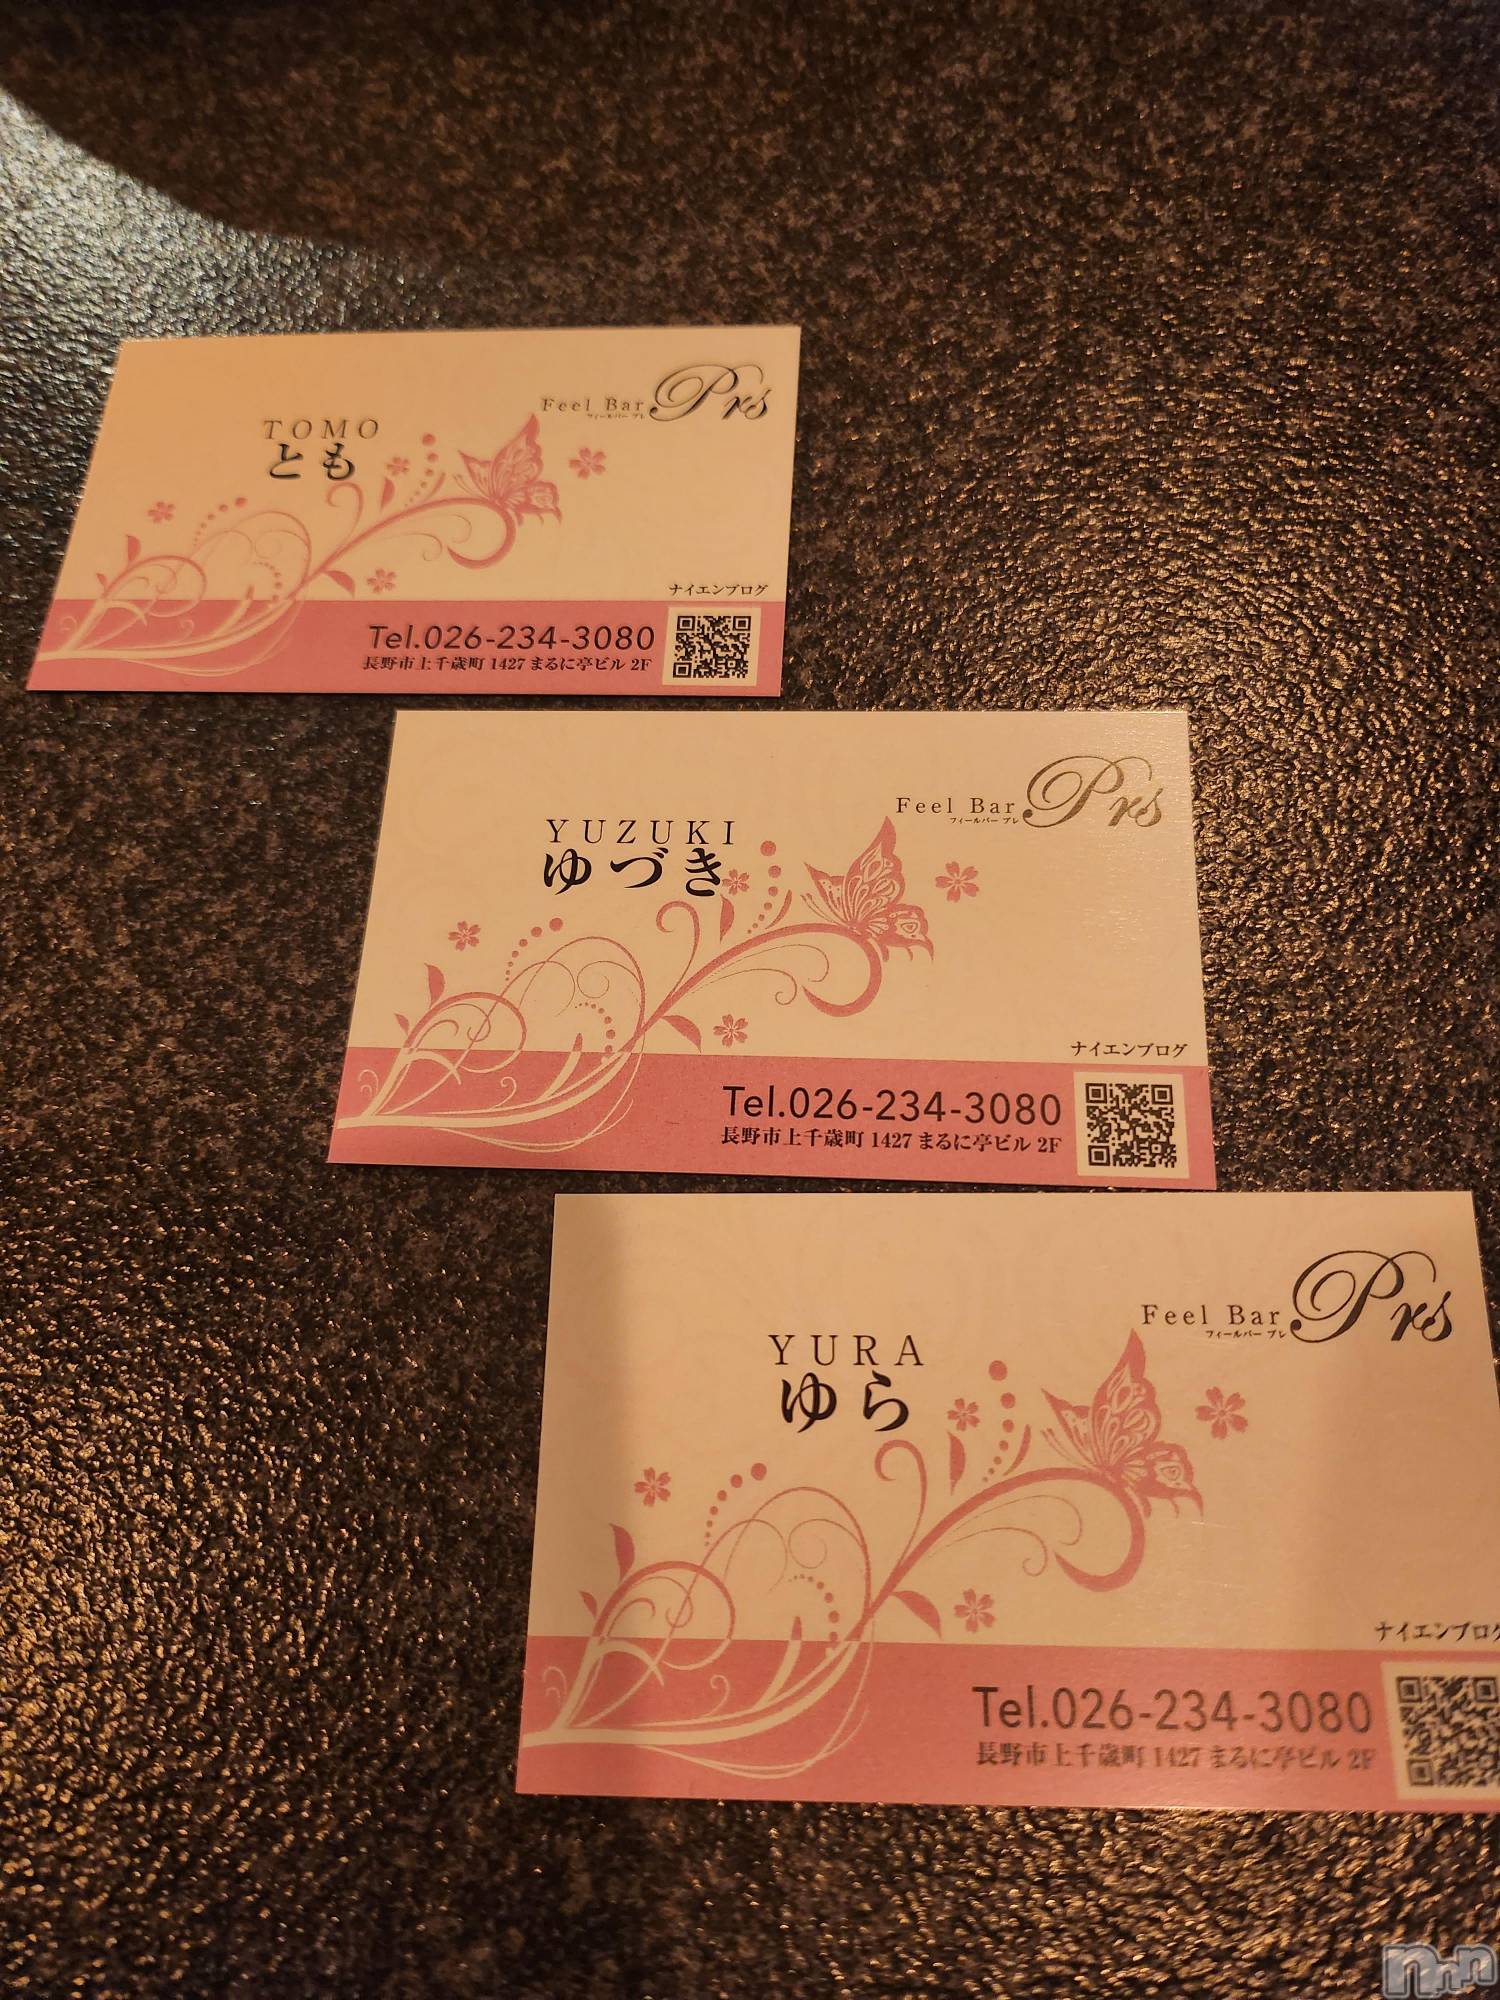 TOMO
とも
Feel Bar Prs
フィールバー プレ
ナイエンブログ
Tel.026-234-3080
長野市上千歳町 1427 まるに亭ビル 2F
YUZUKI
ゆづき
Feel Bar Prs
フィールバー プレ
ナイエンブログ
Tel.026-234-3080
長野市上千歳町 1427 まるに亭ビル 2F
YURA
ゆら
Feel Bar Prs
フィールバー プレ
ナイエンブログ
Tel.026-234-3080
長野市上千歳町 1427 まるに亭ビル 2F